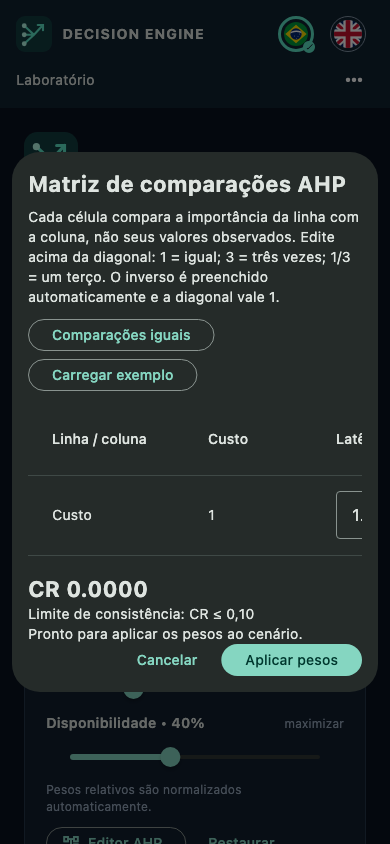 DECISION ENGINE
Laboratório
Matriz de comparações AHP
Cada célula compara a importância da linha com
a coluna, não seus valores observados. Edite
acima da diagonal: 1 = igual; 3 = três vezes; 1/3
= um terço. O inverso é preenchido
automaticamente e a diagonal vale 1.
Comparações iguais
Carregar exemplo
Linha / coluna Custo Latê
Custo 1 1.
CR 0.0000
Limite de consistência: CR ≤ 0,10
Pronto para aplicar os pesos ao cenário.
Cancelar Aplicar pesos
Disponibilidade • 40% maximizar
Pesos relativos são normalizados
automaticamente.
Editor AHP Restaurar